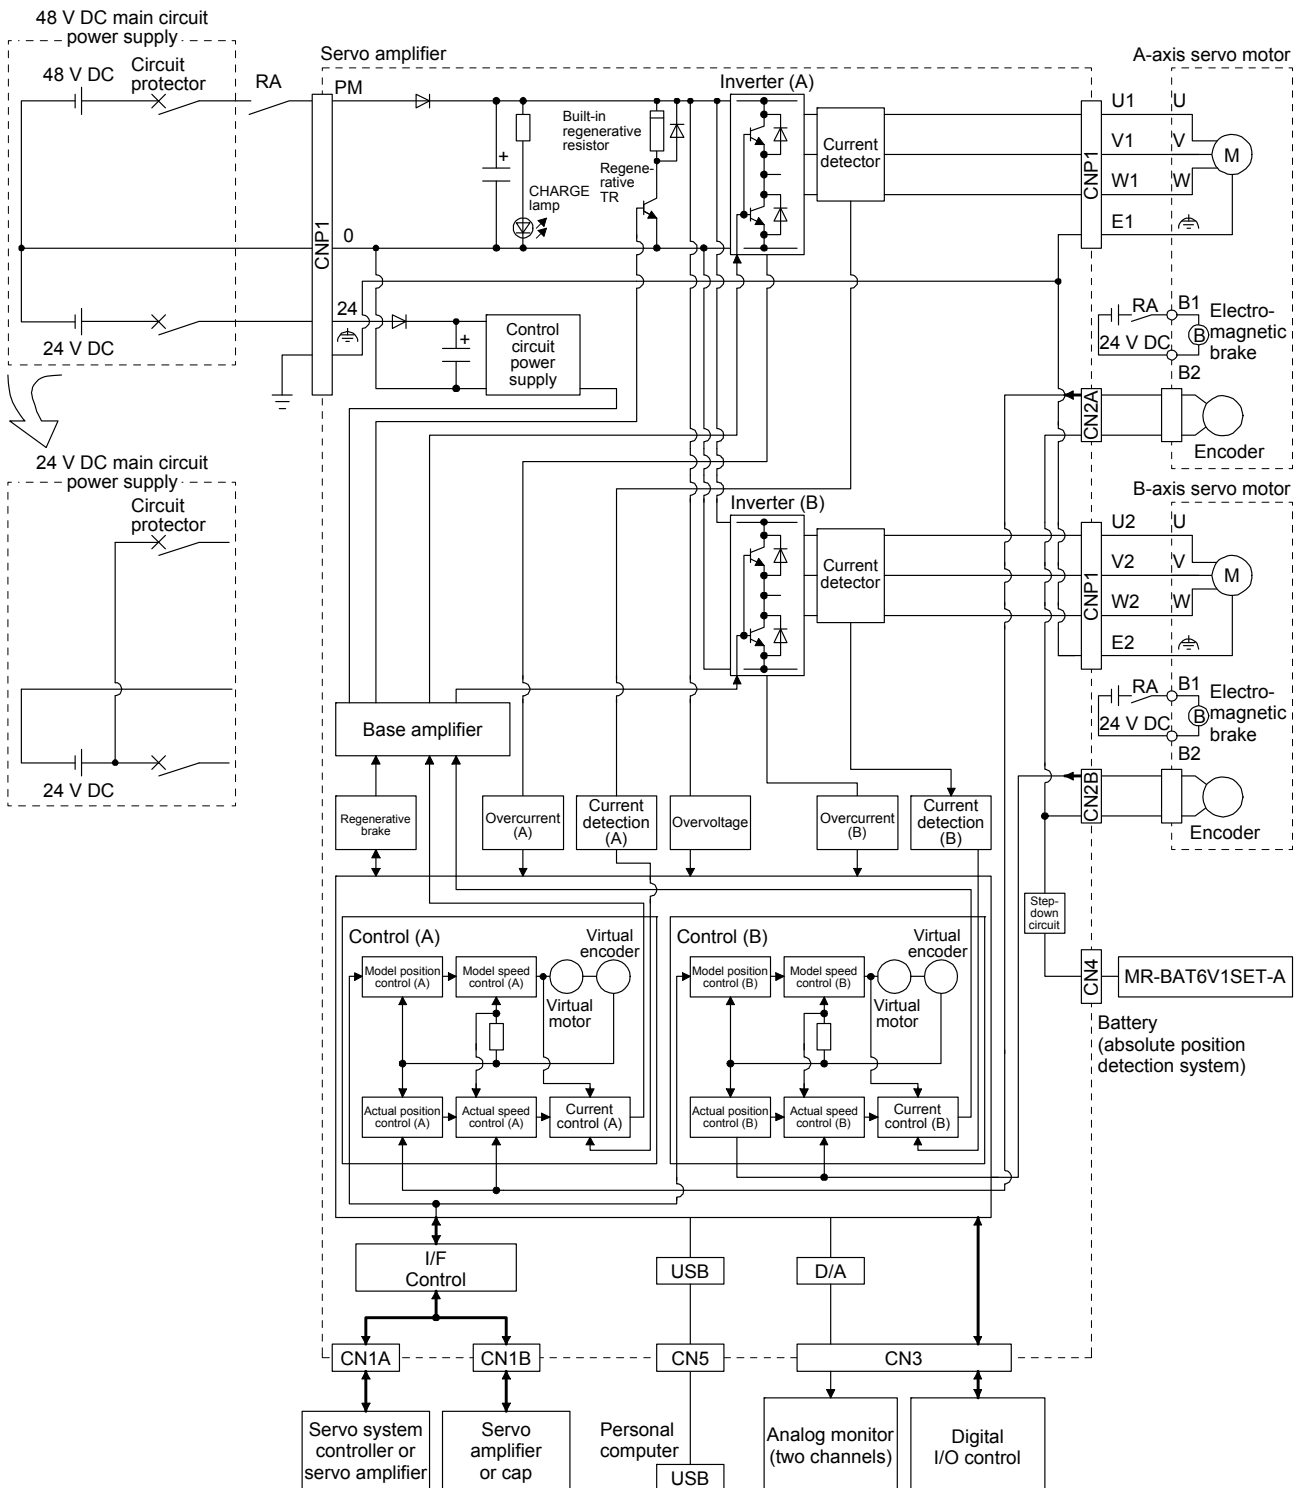 48 V DC main circuit
power supply
48 V DC
Circuit
protector
RA
Servo amplifier
PM
CNP1
0
24
24 V DC
Built-in
regenerative
resistor
Regene-
rative
TR
CHARGE
lamp
+
Inverter (A)
Current
detector
A-axis servo motor
CNP1
U1
U
V1
V
W1
W
E1
M
+
Control
circuit
power
supply
RA
24 V DC
B1
B
B2
Electro-
magnetic
brake
CN2A
Encoder
24 V DC main circuit
power supply
Circuit
protector
24 V DC
Inverter (B)
Current
detector
B-axis servo motor
CNP1
U2
U
V2
V
W2
W
E2
M
RA
24 V DC
B1
B
B2
Electro-
magnetic
brake
CN2B
Encoder
Base amplifier
Regenerative
brake
Overcurrent
(A)
Current
detection
(A)
Overvoltage
Overcurrent
(B)
Current
detection
(B)
Step-
down
circuit
CN4
MR-BAT6V1SET-A
Battery
(absolute position
detection system)
Control (A)
Virtual
encoder
Model position
control (A)
Model speed
control (A)
Virtual
motor
Actual position
control (A)
Actual speed
control (A)
Current
control (A)
Control (B)
Virtual
encoder
Model position
control (B)
Model speed
control (B)
Virtual
motor
Actual position
control (B)
Actual speed
control (B)
Current
control (B)
I/F
Control
USB
D/A
CN1A
CN1B
CN5
CN3
Servo system
controller or
servo amplifier
Servo
amplifier
or cap
Personal
computer
USB
Analog monitor
(two channels)
Digital
I/O control